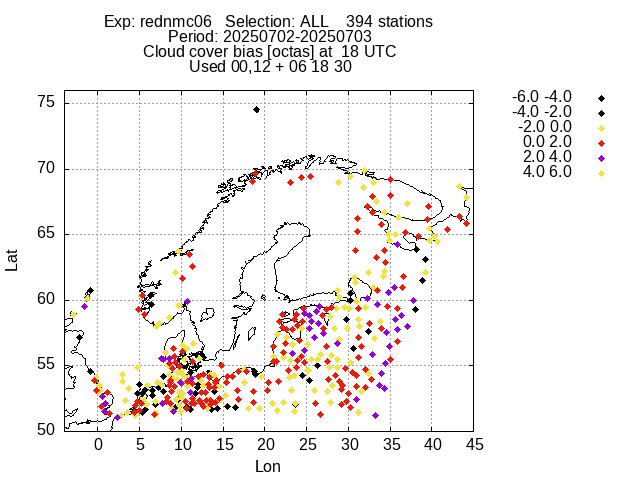 Exp: rednmc06 Selection: ALL 394 stations
Period: 20250702-20250703
Cloud cover bias [octas] at 18 UTC
Used 00,12 + 06 18 30
-6.0 -4.0
-4.0 -2.0
-2.0 0.0
0.0 2.0
2.0 4.0
4.0 6.0
75
70
65
60
55
50
Lat
0 5 10 15 20 25 30 35 40 45
Lon